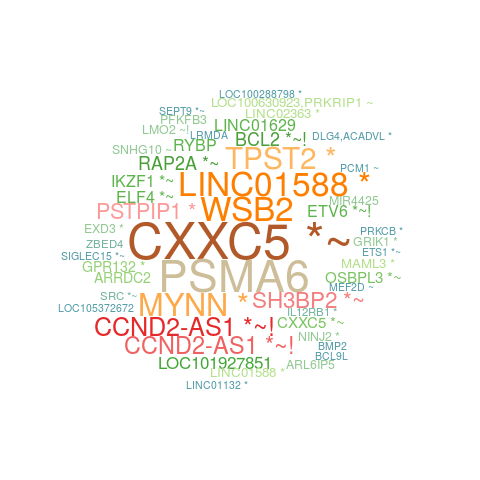 LOC100288798 *
LOC100630923,PRKRIP1 ~
SEPT9 *~
LINC02363 *
PFKFB3
LINC01629
LMO2 ~!
LRMDA
BCL2 *~!
DLG4,ACADVL *
SNHG10 ~
RYBP
TPST2 *
RAP2A *~
PCM1 ~
IKZF1 *~
LINC01588 *
ELF4 *~
MIR4425
PSTPIP1 *
WSB2
ETV6 *~!
EXD3 *
CXXC5 *~
PRKCB *
ZBED4
GRIK1 *
SIGLEC15 *~
ETS1 *~
GPR132 *
MAML3 *
ARRDC2
PSMA6
OSBPL3 *~
SRC *~
MEF2D ~
LOC105372672
MYNN *
SH3BP2 *~
IL12RB1 *
CCND2-AS1 *~!
CXXC5 *~
NINJ2 *
CCND2-AS1 *~!
BMP2
BCL9L
LOC101927851
ARL6IP5
LINC01588 *
LINC01132 *